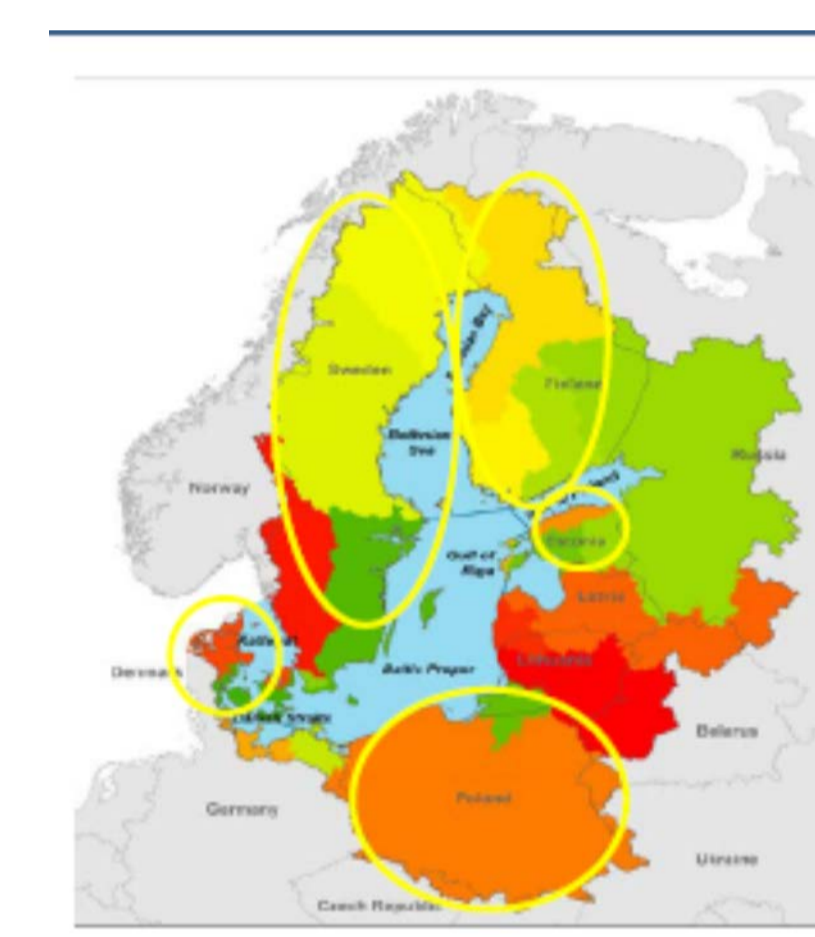 Sweden
Finland
Bothnian
Sea
Russia
Norway
Estonia
Gulf of
Riga
Latvia
Kattegat
Lithuania
Denmark
Baltic Proper
Belarus
Poland
Germany
Ukraine
Czech Republic